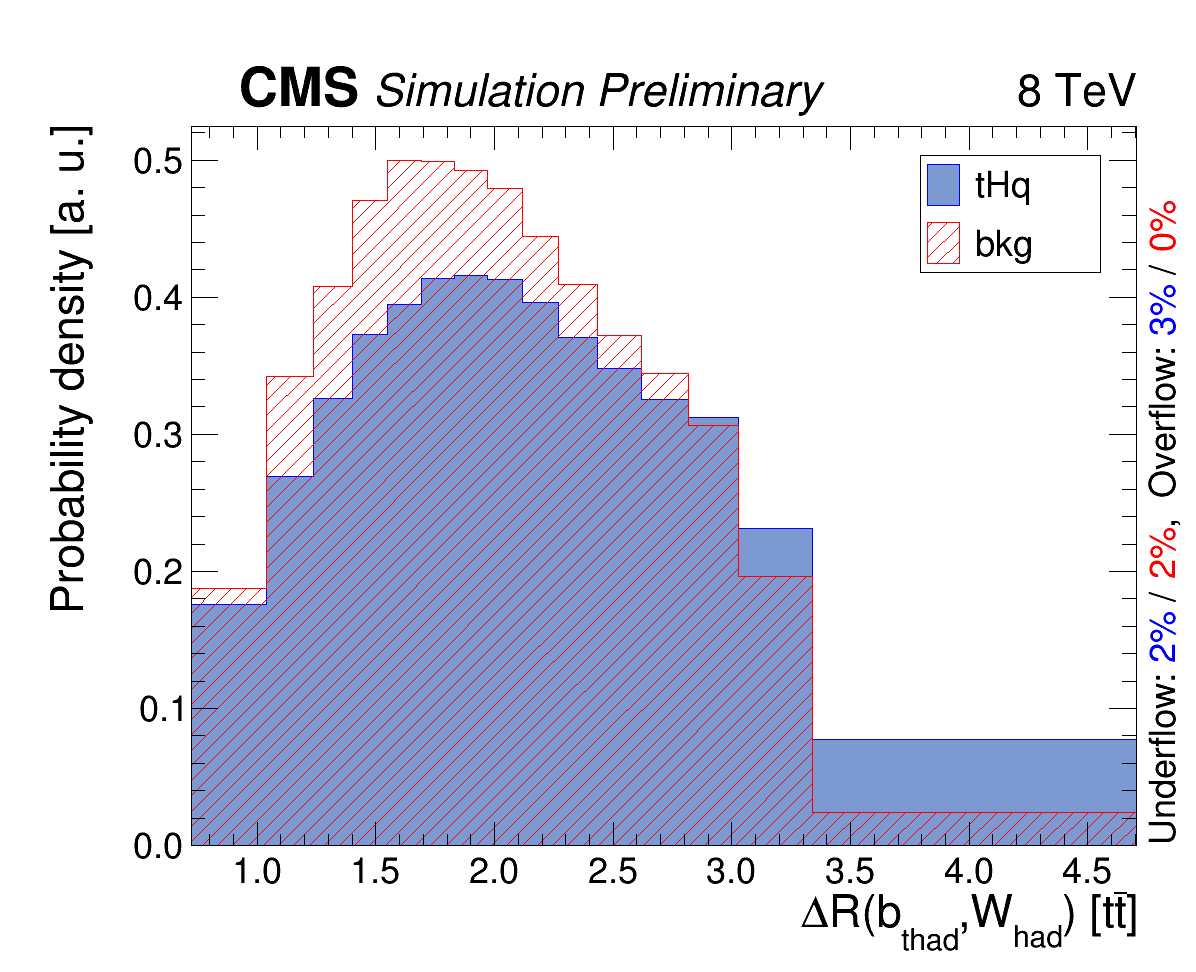 CMS Simulation Preliminary 8 TeV
Probability density [a. u.]
0.5
0.4
0.3
0.2
0.1
0.0
tHq
bkg
1.0 1.5 2.0 2.5 3.0 3.5 4.0 4.5
ΔR(b_thad,W_had) [tt̄]
Underflow: 2% / 2%, Overflow: 3% / 0%